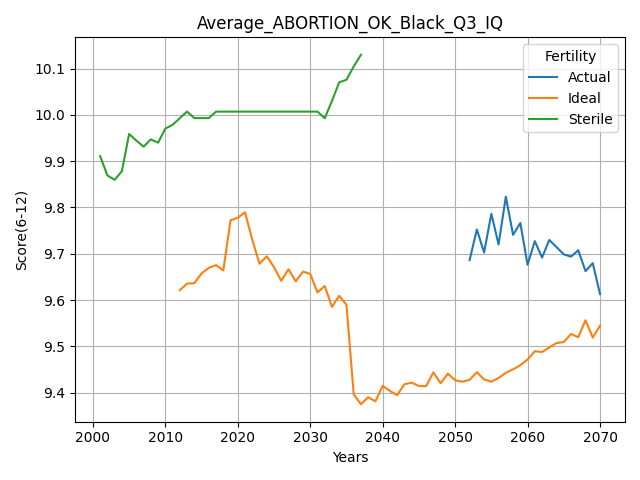 Average_ABORTION_OK_Black_Q3_IQ
Fertility
Actual
Ideal
Sterile
Score(6-12)
10.1
10.0
9.9
9.8
9.7
9.6
9.5
9.4
2000 2010 2020 2030 2040 2050 2060 2070
Years